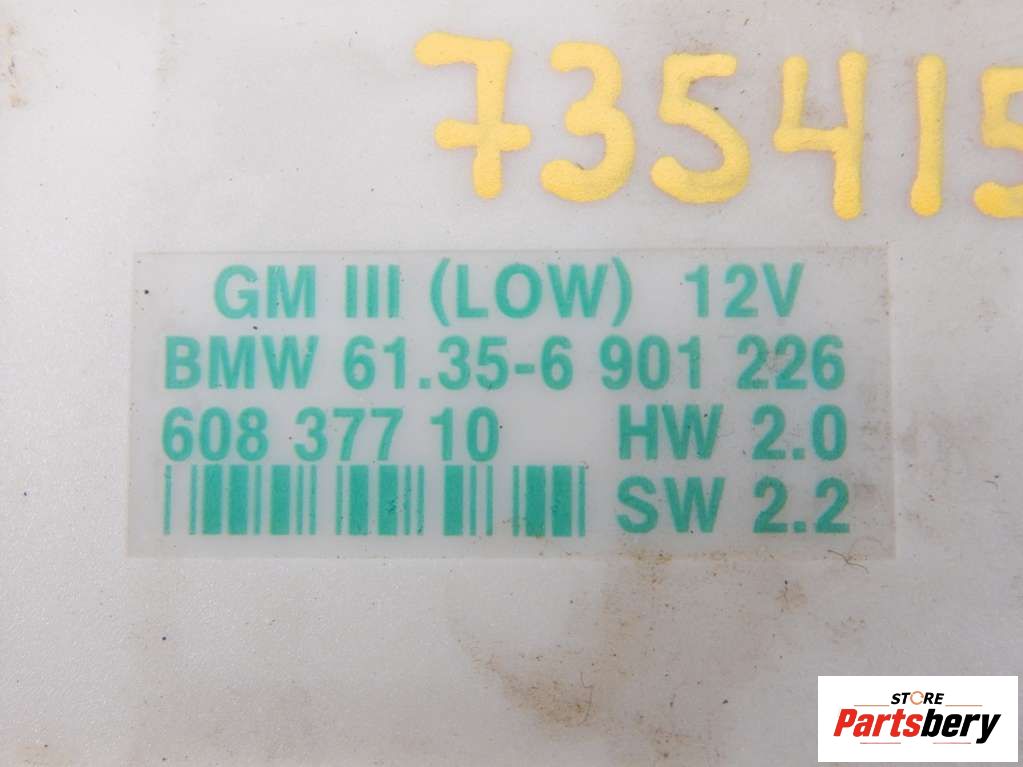 735415
GM III (LOW) 12V
BMW 61.35-6 901 226
608 377 10 HW 2.0
SW 2.2
STORE
Partsbery